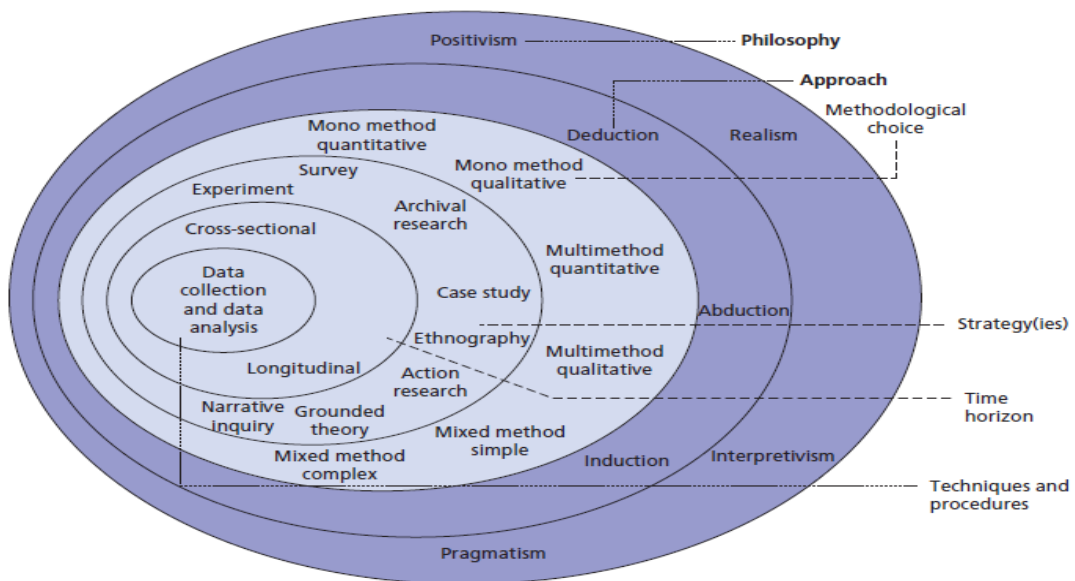 Positivism
Philosophy
Approach
Methodological
choice
Deduction
Realism
Mono method
quantitative
Mono method
qualitative
Survey
Experiment
Archival
research
Cross-sectional
Multimethod
quantitative
Data
collection
and data
analysis
Case study
Abduction
Strategy(ies)
Ethnography
Multimethod
qualitative
Longitudinal
Action
research
Time
horizon
Narrative
inquiry
Grounded
theory
Mixed method
simple
Mixed method
complex
Induction
Interpretivism
Techniques and
procedures
Pragmatism